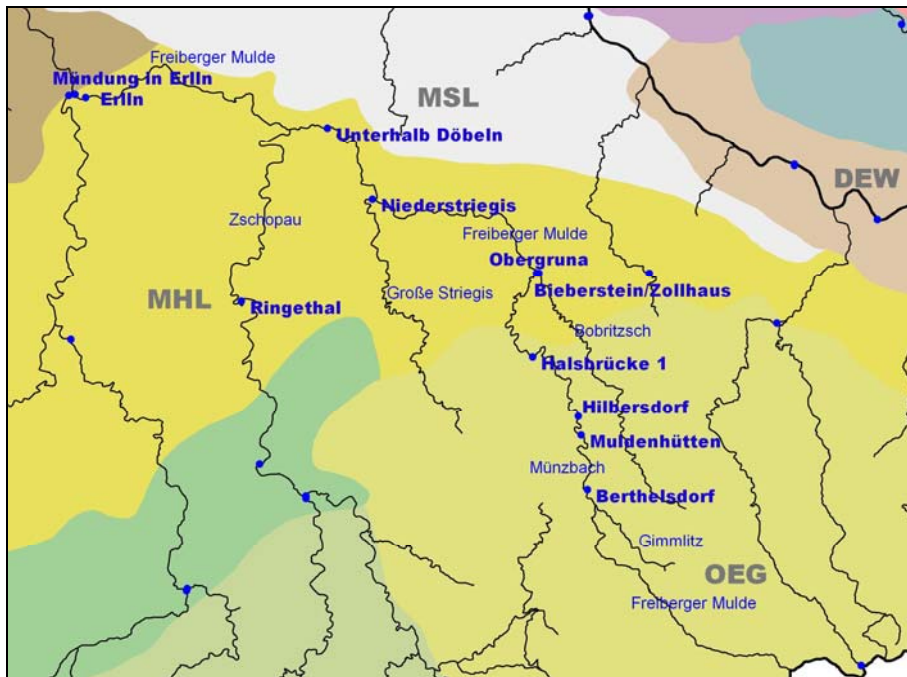 Freiberger Mulde
Mündung in Erlln
Erlln
MSL
Unterhalb Döbeln
DEW
Niederstriegis
Zschopau
Freiberger Mulde
Obergruna
Bieberstein/Zollhaus
Große Striegis
MHL
Ringethal
Bobritzsch
Halsbrücke 1
Hilbersdorf
Muldenhütten
Münzbach
Berthelsdorf
Gimmlitz
OEG
Freiberger Mulde